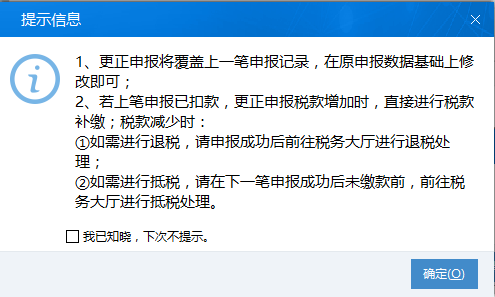 提示信息
1、更正申报将覆盖上一笔申报记录，在原申报数据基础上修
改即可；
2、若上笔申报已扣款，更正申报税款增加时，直接进行税款
补缴；税款减少时：
①如需进行退税，请申报成功后前往税务大厅进行退税处
理；
②如需进行抵税，请在下一笔申报成功后未缴款前，前往税
务大厅进行抵税处理。
我已知晓，下次不提示。
确定(O)